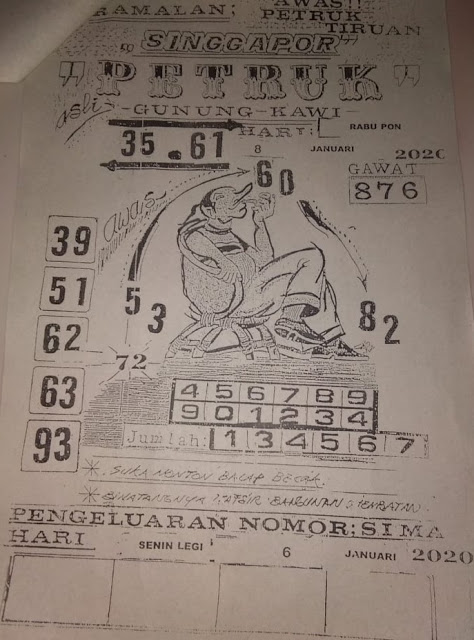 RAMALAN;
AWAS!!
PETRUK
TIRUAN
"SINGGAPOR"
"PETRUK"
asli
-GUNUNG-KAWI-
HARI:
RABU PON
35.61
8
JANUARI
2020
GAWAT
876
60
awas
39
51
62
63
93
53
82
72
4 5 6 7 8 9
9 0 1 2 3 4
Jumlah: 1 3 4 5 6 7
* SUKA NONTON BALAP
*
PENGELUARAN NOMOR; SIMA
HARI
SENIN LEGI
6
JANUARI
2020